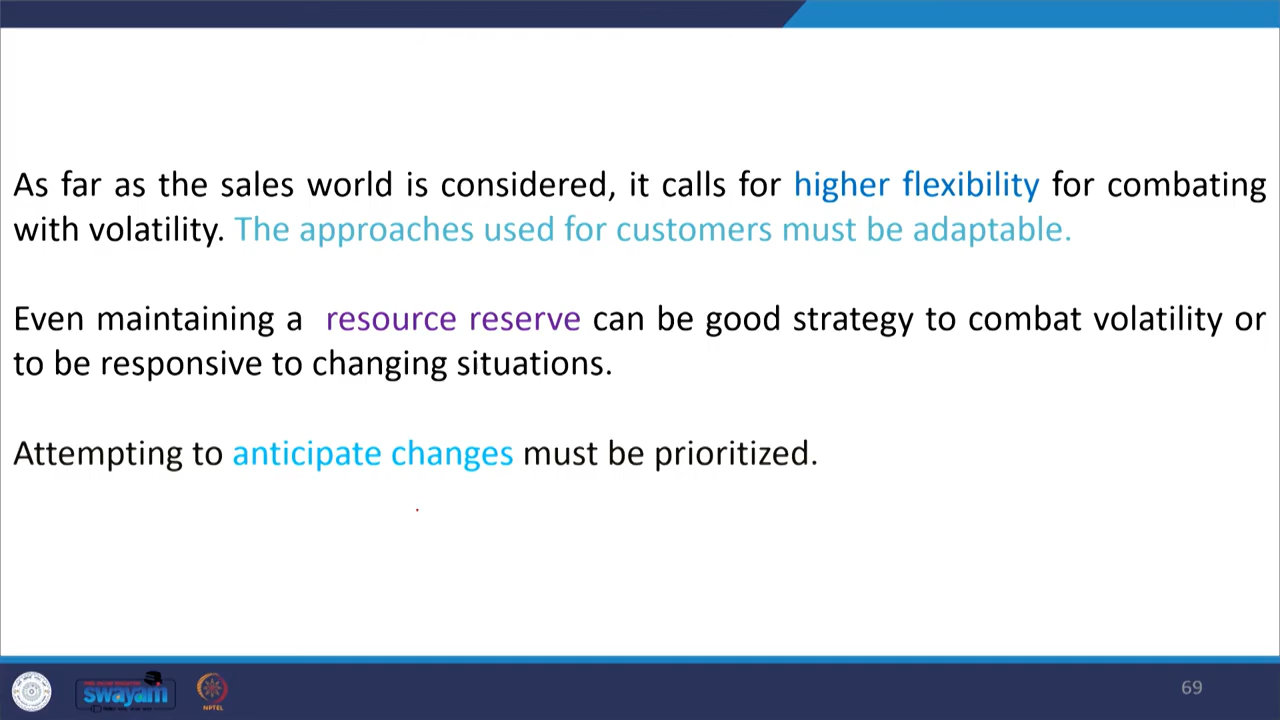 As far as the sales world is considered, it calls for higher flexibility for combating
with volatility. The approaches used for customers must be adaptable.
Even maintaining a resource reserve can be good strategy to combat volatility or
to be responsive to changing situations.
Attempting to anticipate changes must be prioritized.
swayam
NPTEL
69